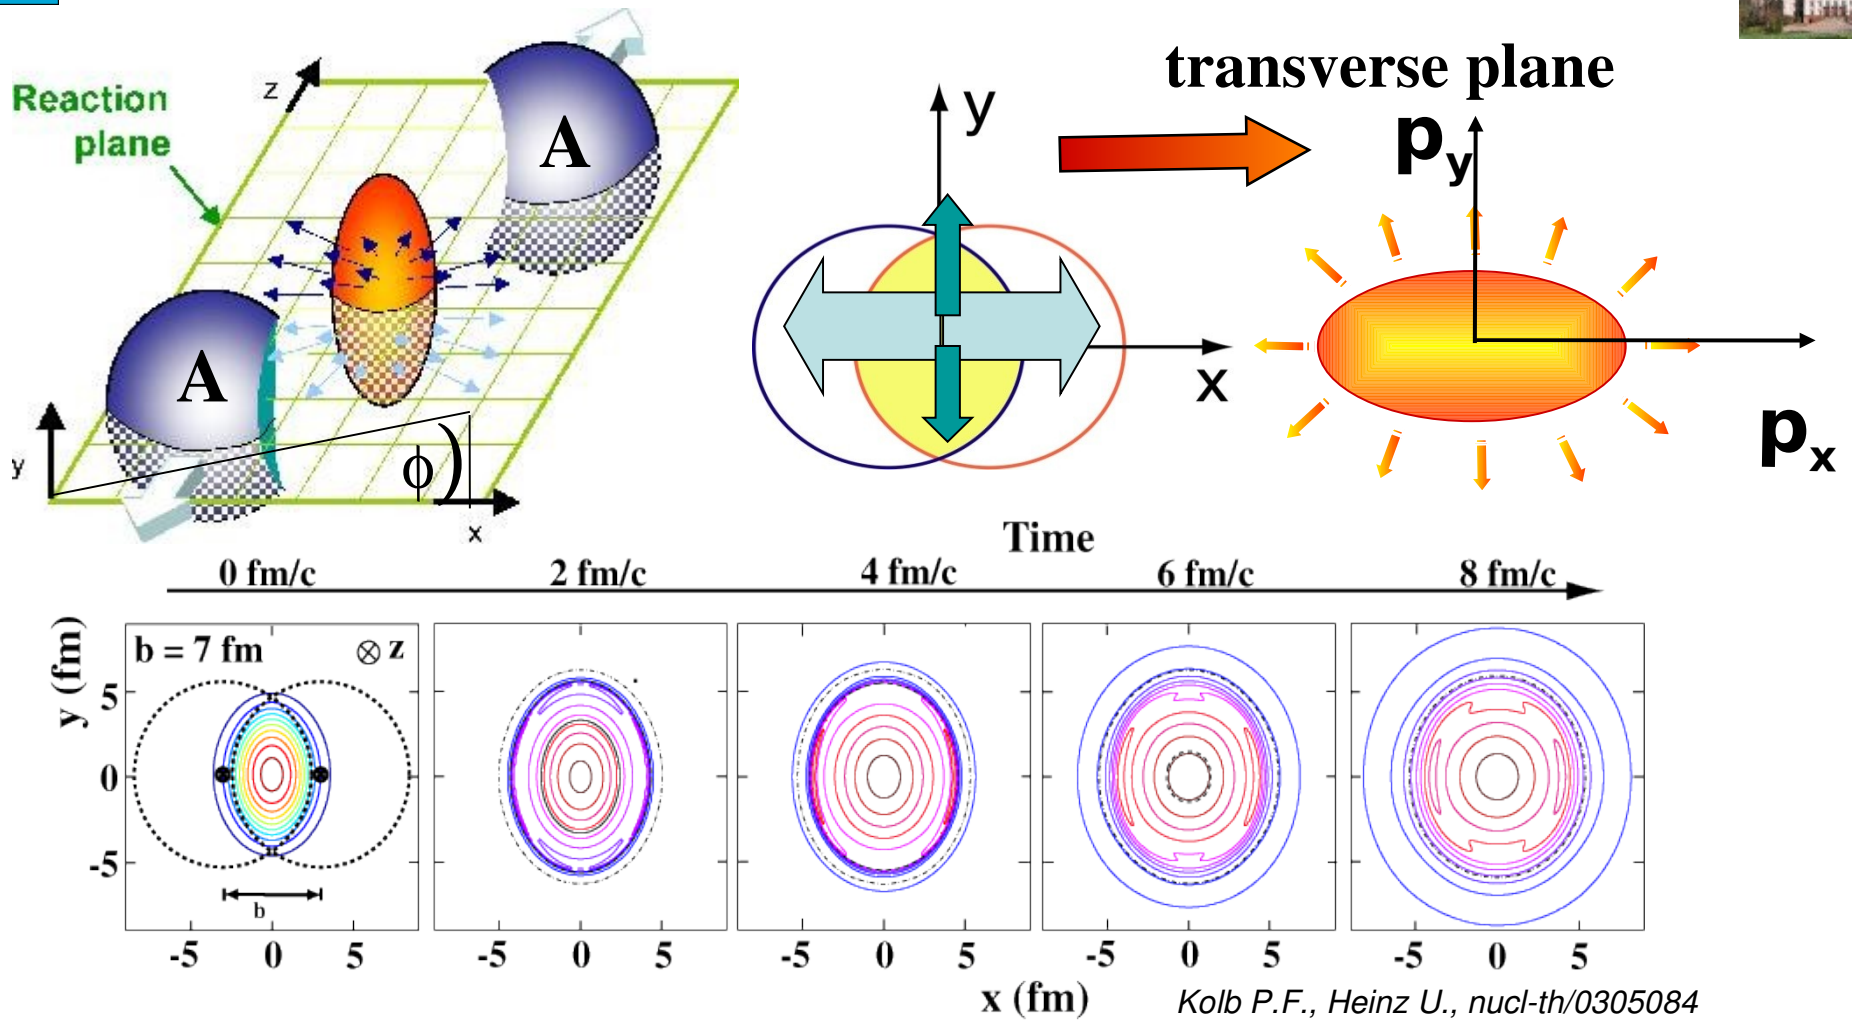 Reaction
plane
z
A
A
y
x
ϕ
transverse plane
y
x
p_y
p_x
Time
0 fm/c 2 fm/c 4 fm/c 6 fm/c 8 fm/c
b = 7 fm ⊗ z
b
y (fm)
5
0
-5
-5 0 5 -5 0 5 -5 0 5 -5 0 5 -5 0 5
x (fm)
Kolb P.F., Heinz U., nucl-th/0305084